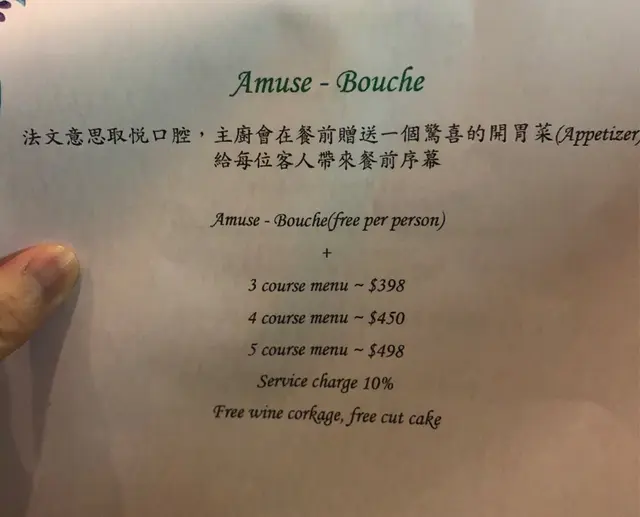 Amuse - Bouche
法文意思取悅口腔，主廚會在餐前贈送一個驚喜的開胃菜(Appetizer)
給每位客人帶來餐前序幕
Amuse - Bouche(free per person)
+
3 course menu ~ $398
4 course menu ~ $450
5 course menu ~ $498
Service charge 10%
Free wine corkage, free cut cake